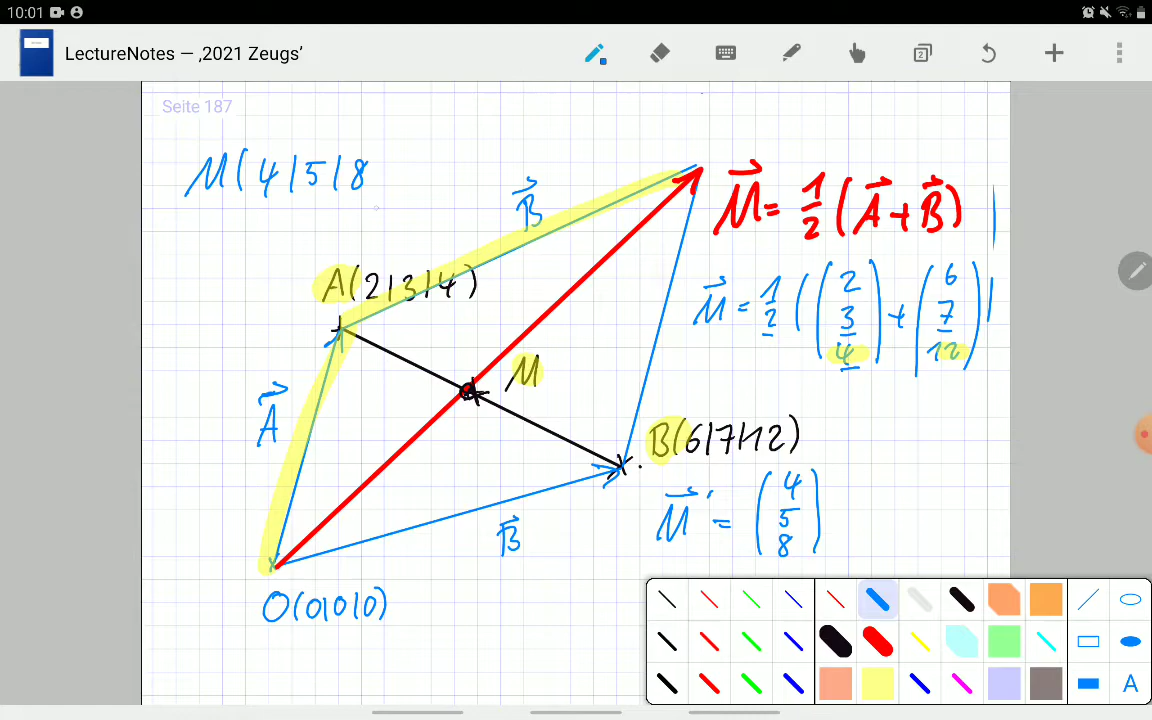 10:01
LectureNotes — ‚2021 Zeugs’
2
Seite 187
M(4|5|8
B
M = 1/2 (A + B)
A(2|3|4)
M = 1/2 ( (2 3 4) + (6 7 12) )
M
A
B(6|7|12)
M = (4 5 8)
B
O(0|0|0)
A